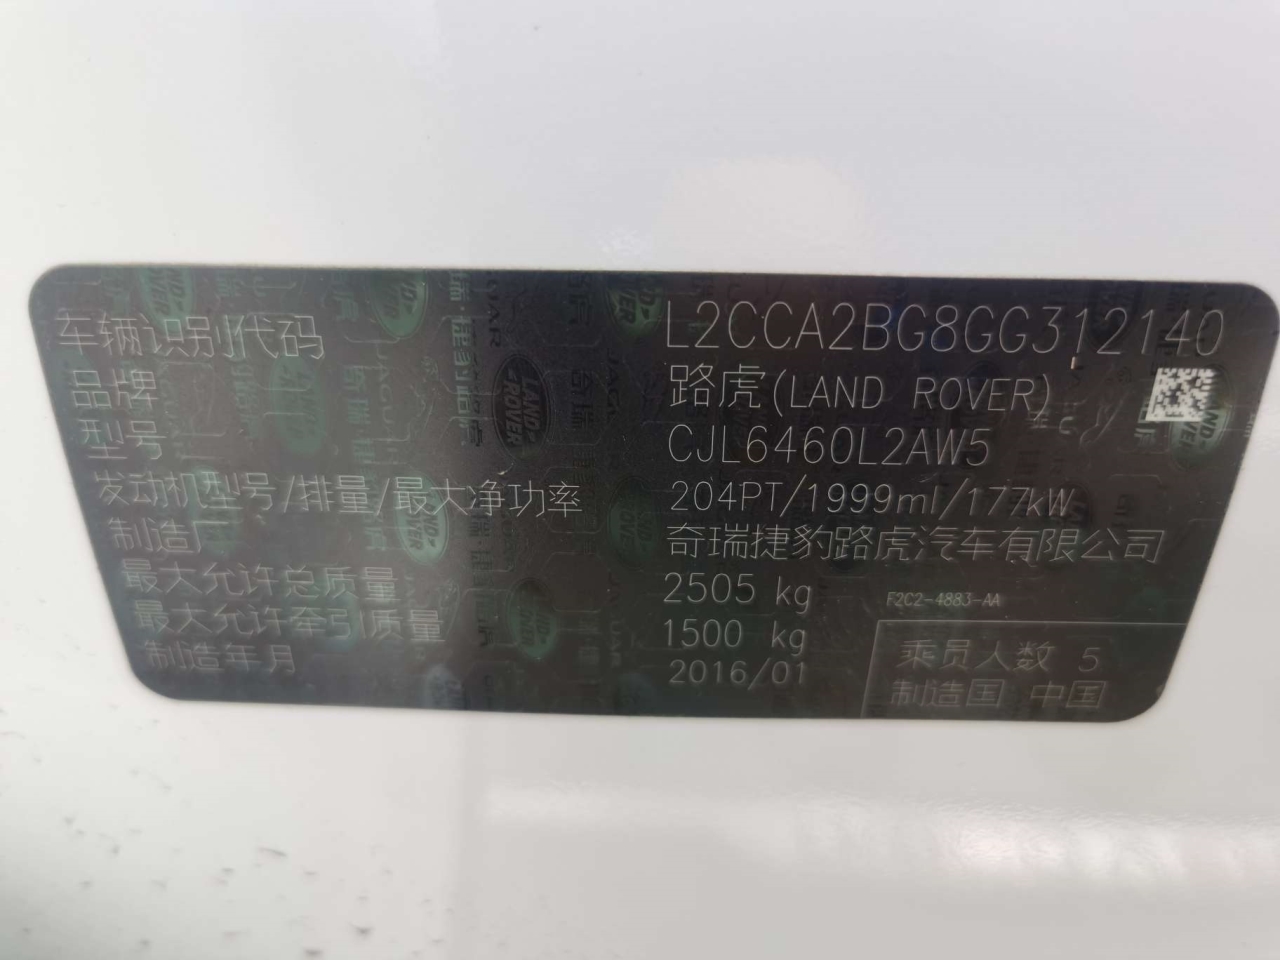 车辆识别代码 L2CCA2BG8GG312140
品牌 路虎(LAND ROVER)
型号 CJL6460L2AW5
发动机型号/排量/最大净功率 204PT/1999ml/177kW
制造厂 奇瑞捷豹路虎汽车有限公司
最大允许总质量 2505 kg
F2C2-4883-AA
最大允许牵引质量 1500 kg
制造年月 2016/01
乘员人数 5
制造国 中国
LAND ROVER